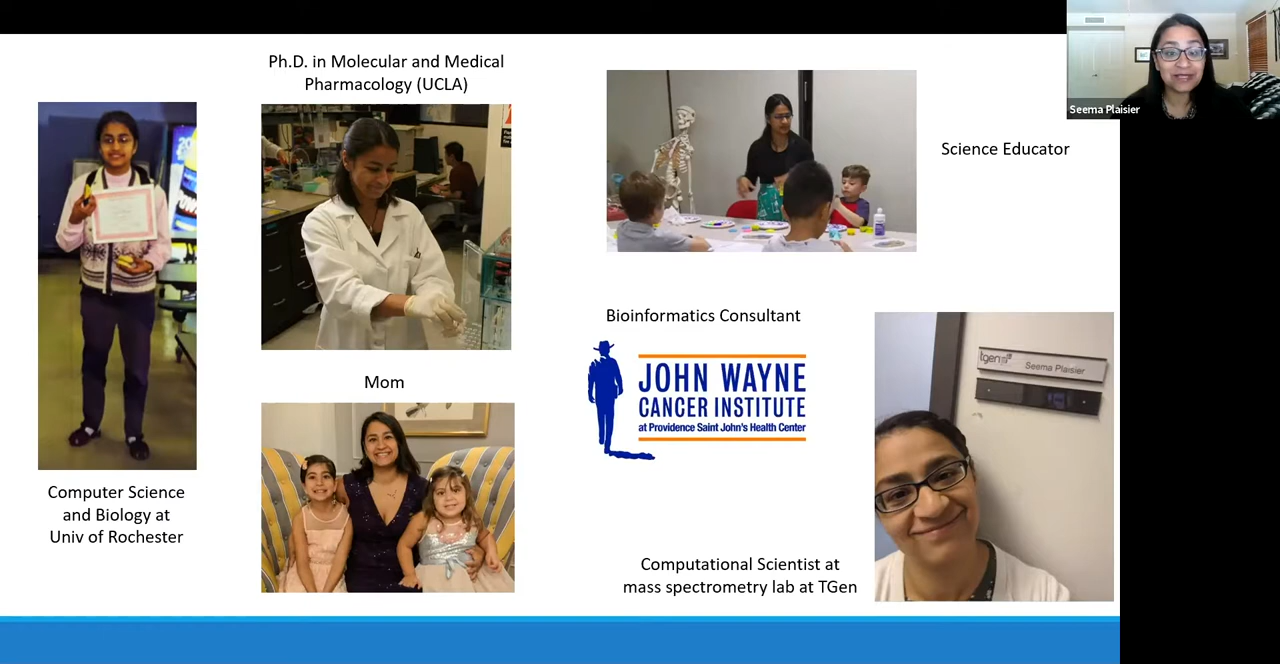 Ph.D. in Molecular and Medical
Pharmacology (UCLA)
Seema Plaisier
Science Educator
Bioinformatics Consultant
JOHN WAYNE
CANCER INSTITUTE
at Providence Saint John's Health Center
tgen
Seema Plaisier
Mom
Computer Science
and Biology at
Univ of Rochester
Computational Scientist at
mass spectrometry lab at TGen